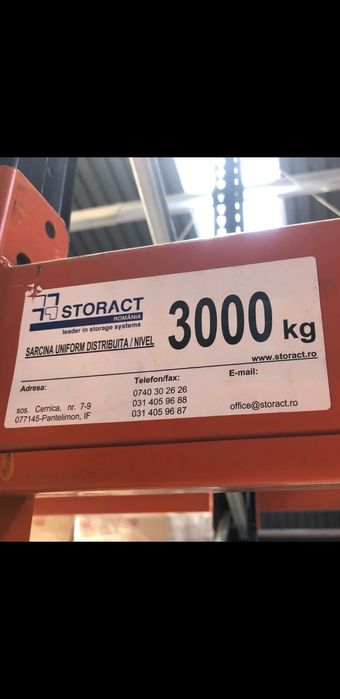 STORACT
ROMÂNIA
leader in storage systems
SARCINA UNIFORM DISTRIBUITA / NIVEL
3000 kg
www.storact.ro
Adresa:
sos. Cernica, nr. 7-9
077145-Pantelimon, IF
Telefon/fax:
0740 30 26 26
031 405 96 88
031 405 96 87
E-mail:
office@storact.ro